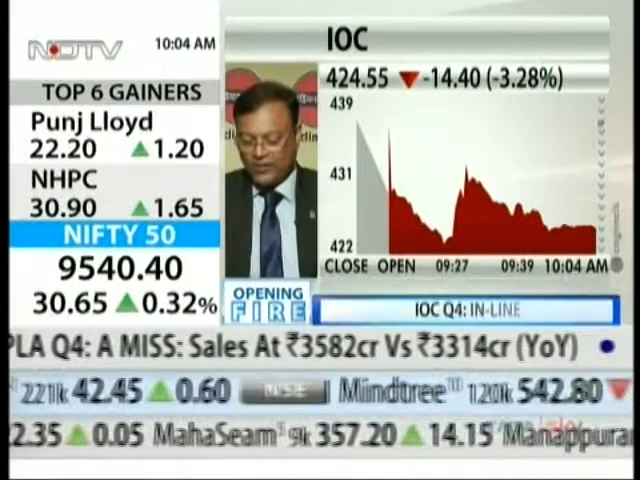 NDTV
10:04 AM
IOC
424.55 ▼ -14.40 (-3.28%)
TOP 6 GAINERS
Punj Lloyd
22.20 ▲ 1.20
NHPC
30.90 ▲ 1.65
NIFTY 50
9540.40
30.65 ▲ 0.32%
439
431
422
CLOSE OPEN 09:27 09:39 10:04 AM
OPENING
FIRE
IOC Q4: IN-LINE
PLA Q4: A MISS: Sales At ₹3582cr Vs ₹3314cr (YoY)
221k 42.45 ▲ 0.60 NSE Mindtree 120k 542.80 ▼
2.35 ▲ 0.05 MahaSeam 9k 357.20 ▲ 14.15 Manappura